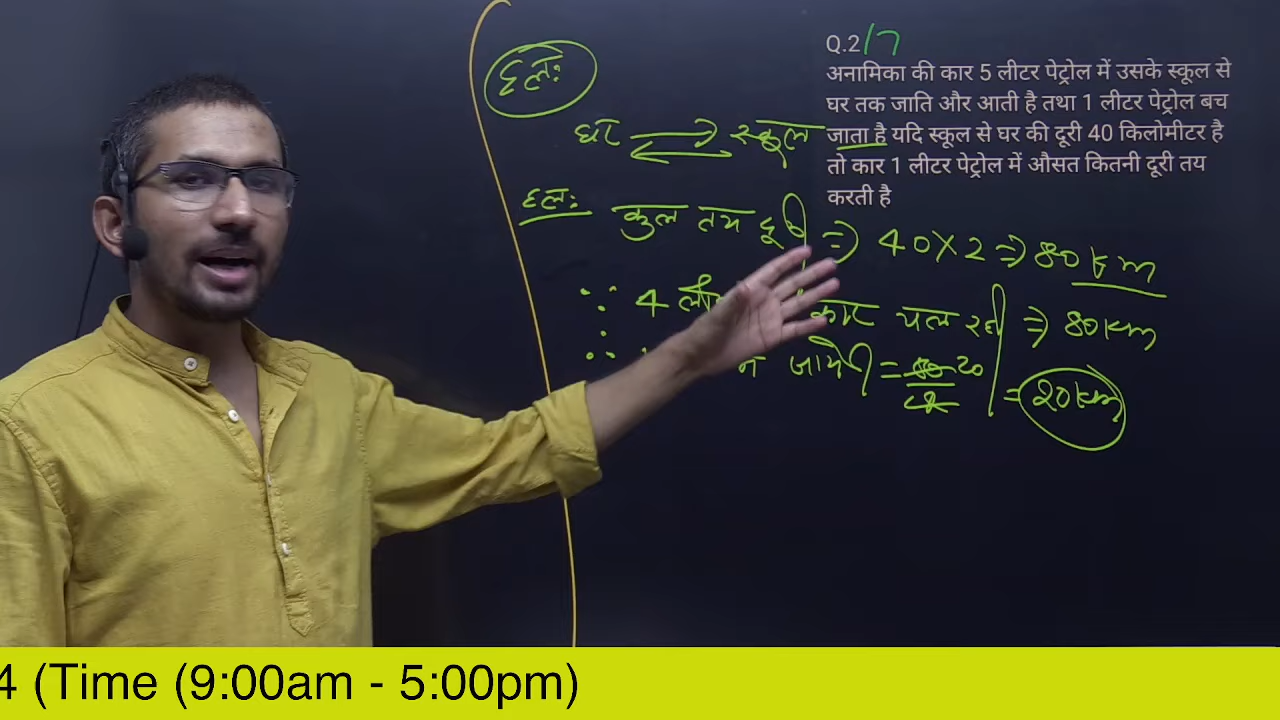 Q.2/7
अनामिका की कार 5 लीटर पेट्रोल में उसके स्कूल से
घर तक जाति और आती है तथा 1 लीटर पेट्रोल बच
जाता है यदि स्कूल से घर की दूरी 40 किलोमीटर है
तो कार 1 लीटर पेट्रोल में औसत कितनी दूरी तय
करती है
हलः
घर ⇌ स्कूल
हलः कुल तय दूरी ⇒ 40×2 ⇒ 80 km
∵ 4 कार चल रही ⇒ 80 km
∴ जायेगी = 80 20 / 4 = 20 km
4 (Time (9:00am - 5:00pm)